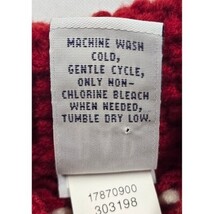 MACHINE WASH
COLD,
GENTLE CYCLE,
ONLY NON-
CHLORINE BLEACH
WHEN NEEDED,
TUMBLE DRY LOW.
17870900
303198